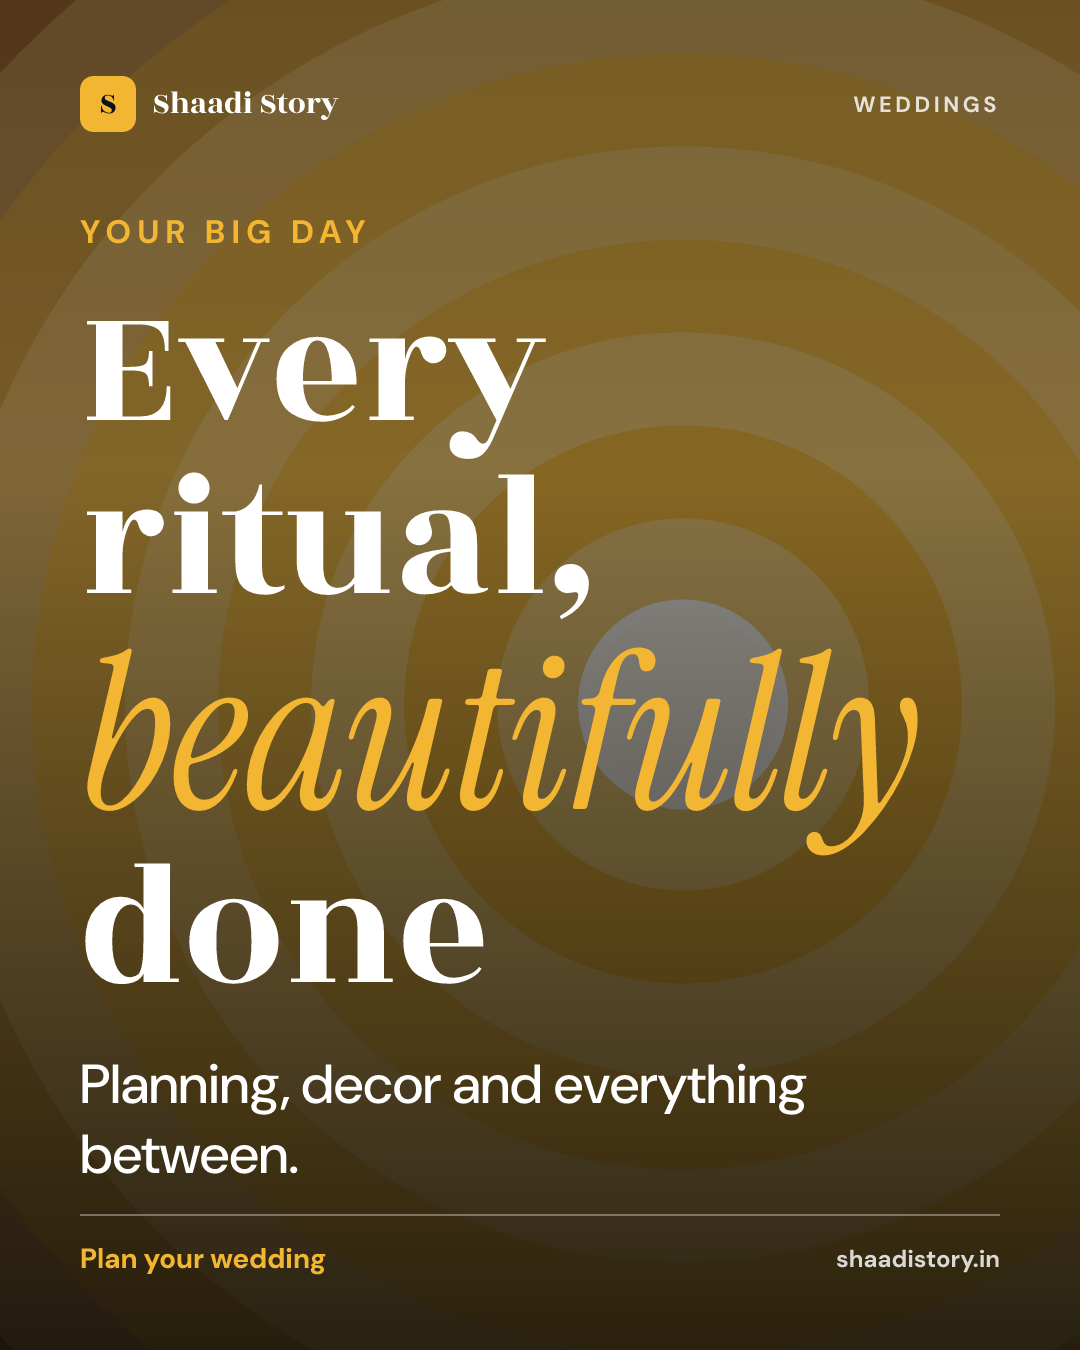 S Shaadi Story
WEDDINGS
YOUR BIG DAY
Every
ritual,
beautifully
done
Planning, decor and everything
between.
Plan your wedding
shaadistory.in